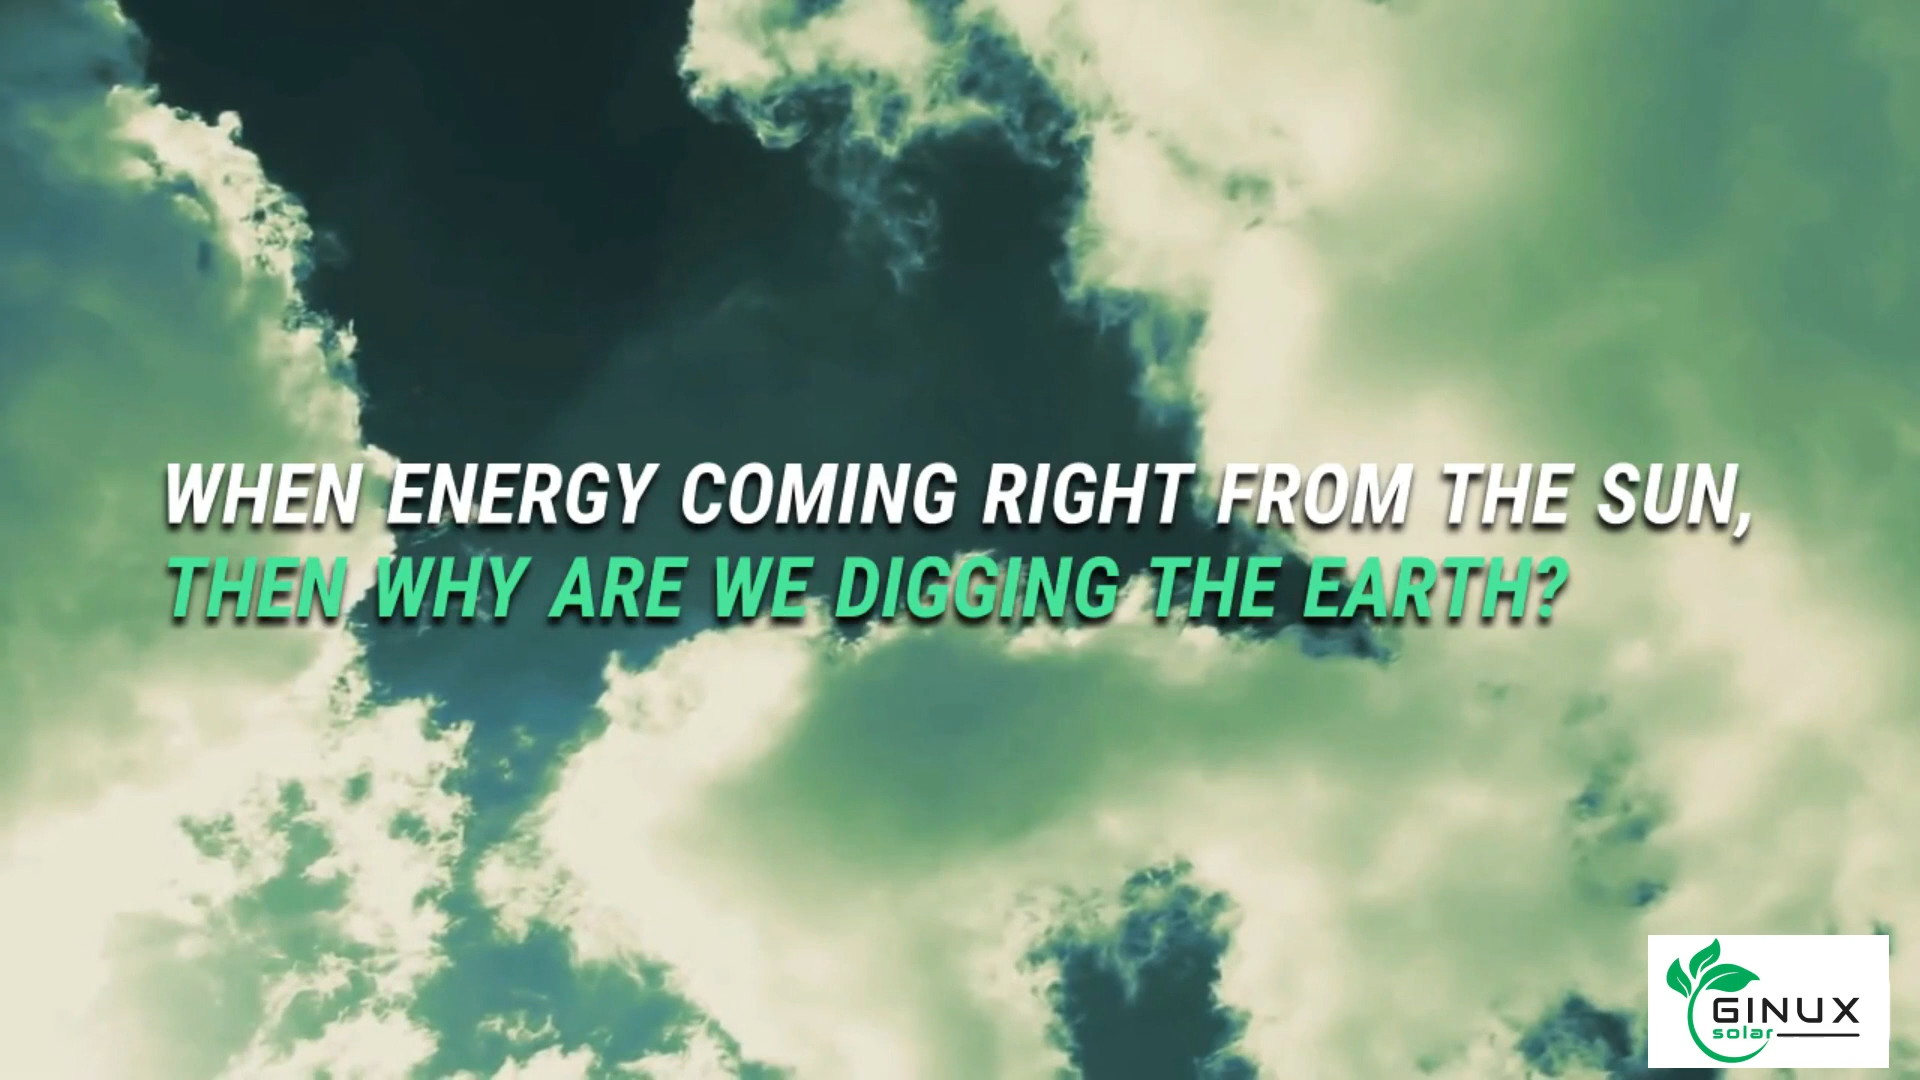 WHEN ENERGY COMING RIGHT FROM THE SUN,
THEN WHY ARE WE DIGGING THE EARTH?
GINUX
solar